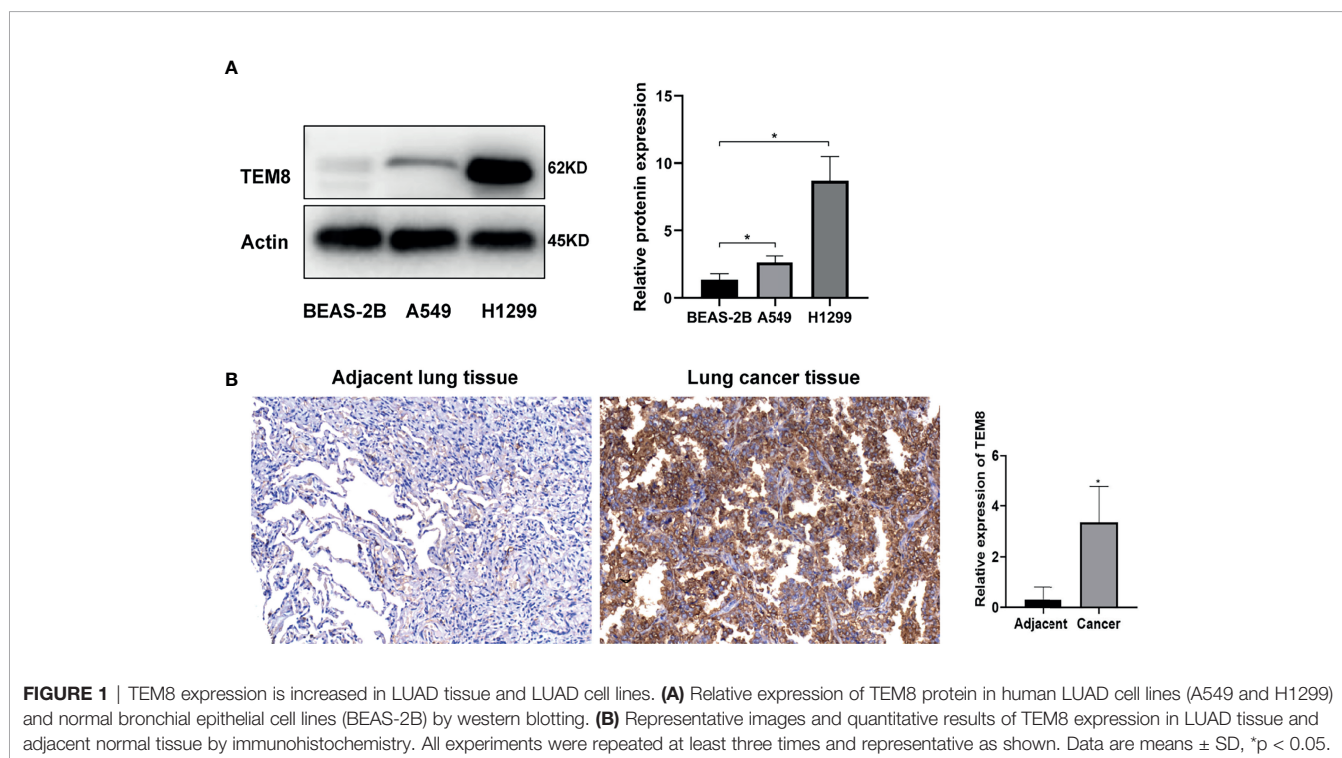 A
TEM8
62KD
Actin
45KD
BEAS-2B A549 H1299
Relative protenin expression
15
10
5
0
*
*
BEAS-2B A549 H1299
B
Adjacent lung tissue
Lung cancer tissue
Relative expression of TEM8
6
4
2
0
*
Adjacent Cancer
FIGURE 1 | TEM8 expression is increased in LUAD tissue and LUAD cell lines. (A) Relative expression of TEM8 protein in human LUAD cell lines (A549 and H1299)
and normal bronchial epithelial cell lines (BEAS-2B) by western blotting. (B) Representative images and quantitative results of TEM8 expression in LUAD tissue and
adjacent normal tissue by immunohistochemistry. All experiments were repeated at least three times and representative as shown. Data are means ± SD, *p < 0.05.